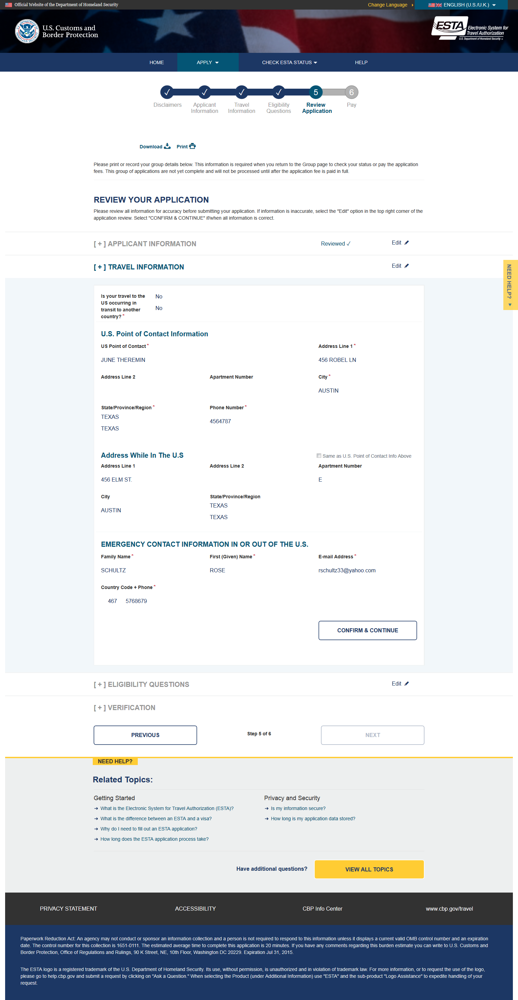 Official Website of the Department of Homeland Security
Change Language
ENGLISH (U.S./U.K.)
U.S. Customs and
Border Protection
ESTA
Electronic System for
Travel Authorization
U.S. Department of Homeland Security
HOME
APPLY
CHECK ESTA STATUS
HELP
✓ ✓ ✓ ✓ 5 6
Disclaimers
Applicant
Information
Travel
Information
Eligibility
Questions
Review
Application
Pay
Download
Print
Please print or record your group details below. This information is required when you return to the Group page to check your status or pay the application
fees. This group of applications are not yet complete and will not be processed until after the application fee is paid in full.
REVIEW YOUR APPLICATION
Please review all information for accuracy before submitting your application. If information is inaccurate, select the "Edit" option in the top right corner of the
application review. Select "CONFIRM & CONTINUE" if/when all information is correct.
[ + ] APPLICANT INFORMATION
Reviewed ✓
Edit
[ + ] TRAVEL INFORMATION
Edit
NEED HELP?
Is your travel to the
US occurring in
transit to another
country? *
No
No
U.S. Point of Contact Information
US Point of Contact *
Address Line 1 *
JUNE THEREMIN
456 ROBEL LN
Address Line 2
Apartment Number
City *
AUSTIN
State/Province/Region *
Phone Number *
TEXAS
TEXAS
4564787
Address While In The U.S
Same as U.S. Point of Contact Info Above
Address Line 1
Address Line 2
Apartment Number
456 ELM ST.
E
City
State/Province/Region
AUSTIN
TEXAS
TEXAS
EMERGENCY CONTACT INFORMATION IN OR OUT OF THE U.S.
Family Name *
First (Given) Name *
E-mail Address *
SCHULTZ
ROSE
rschultz33@yahoo.com
Country Code + Phone *
467 5768679
CONFIRM & CONTINUE
[ + ] ELIGIBILITY QUESTIONS
Edit
[ + ] VERIFICATION
PREVIOUS
Step 5 of 6
NEXT
NEED HELP?
Related Topics:
Getting Started
➔ What is the Electronic System for Travel Authorization (ESTA)?
➔ What is the difference between an ESTA and a visa?
➔ Why do I need to fill out an ESTA application?
➔ How long does the ESTA application process take?
Privacy and Security
➔ Is my information secure?
➔ How long is my application data stored?
Have additional questions?
VIEW ALL TOPICS
PRIVACY STATEMENT
ACCESSIBILITY
CBP Info Center
www.cbp.gov/travel
Paperwork Reduction Act: An agency may not conduct or sponsor an information collection and a person is not required to respond to this information unless it displays a current valid OMB control number and an expiration
date. The control number for this collection is 1651-0111. The estimated average time to complete this application is 20 minutes. If you have any comments regarding this burden estimate you can write to U.S. Customs and
Border Protection, Office of Regulations and Rulings, 90 K Street, NE, 10th Floor, Washington DC 20229. Expiration Jul 31, 2015.
The ESTA logo is a registered trademark of the U.S. Department of Homeland Security. Its use, without permission, is unauthorized and in violation of trademark law. For more information, or to request the use of the logo,
please go to help.cbp.gov and submit a request by clicking on "Ask a Question." When selecting the Product (under Additional Information) use "ESTA" and the sub-product "Logo Assistance" to expedite handling of your
request.